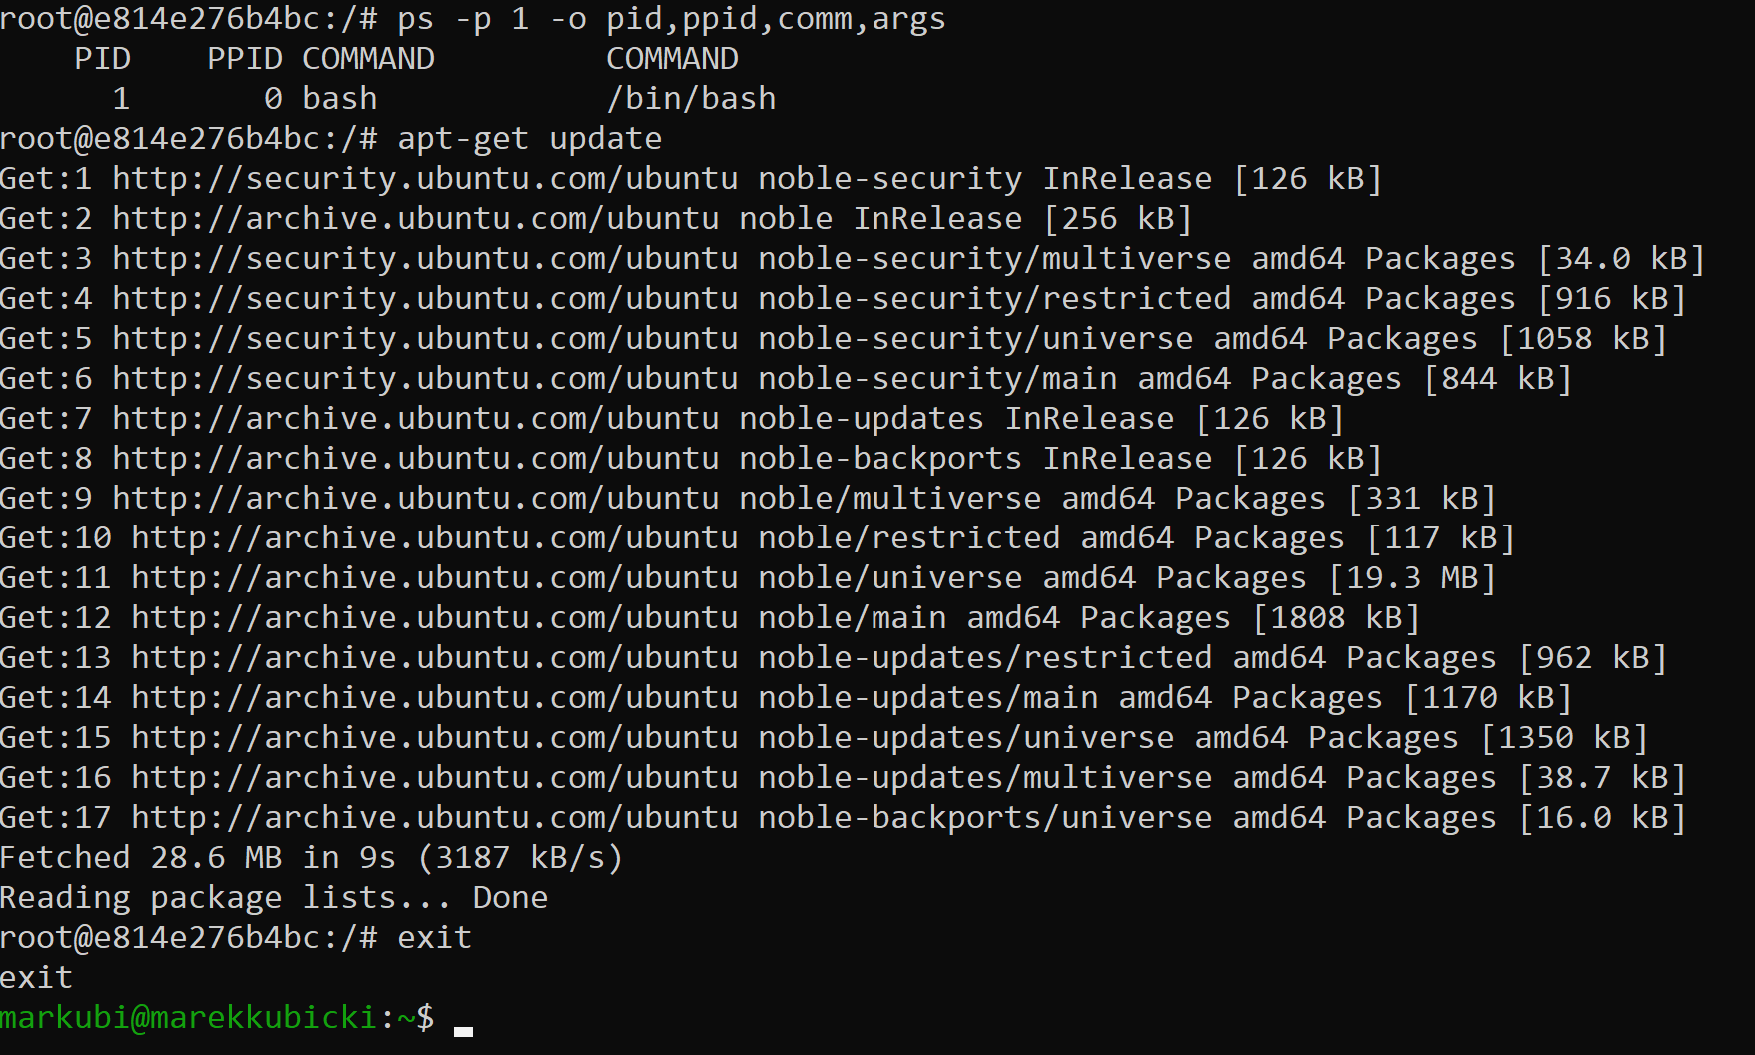 root@e814e276b4bc:/# ps -p 1 -o pid,ppid,comm,args
    PID    PPID COMMAND         COMMAND
      1       0 bash            /bin/bash
root@e814e276b4bc:/# apt-get update
Get:1 http://security.ubuntu.com/ubuntu noble-security InRelease [126 kB]
Get:2 http://archive.ubuntu.com/ubuntu noble InRelease [256 kB]
Get:3 http://security.ubuntu.com/ubuntu noble-security/multiverse amd64 Packages [34.0 kB]
Get:4 http://security.ubuntu.com/ubuntu noble-security/restricted amd64 Packages [916 kB]
Get:5 http://security.ubuntu.com/ubuntu noble-security/universe amd64 Packages [1058 kB]
Get:6 http://security.ubuntu.com/ubuntu noble-security/main amd64 Packages [844 kB]
Get:7 http://archive.ubuntu.com/ubuntu noble-updates InRelease [126 kB]
Get:8 http://archive.ubuntu.com/ubuntu noble-backports InRelease [126 kB]
Get:9 http://archive.ubuntu.com/ubuntu noble/multiverse amd64 Packages [331 kB]
Get:10 http://archive.ubuntu.com/ubuntu noble/restricted amd64 Packages [117 kB]
Get:11 http://archive.ubuntu.com/ubuntu noble/universe amd64 Packages [19.3 MB]
Get:12 http://archive.ubuntu.com/ubuntu noble/main amd64 Packages [1808 kB]
Get:13 http://archive.ubuntu.com/ubuntu noble-updates/restricted amd64 Packages [962 kB]
Get:14 http://archive.ubuntu.com/ubuntu noble-updates/main amd64 Packages [1170 kB]
Get:15 http://archive.ubuntu.com/ubuntu noble-updates/universe amd64 Packages [1350 kB]
Get:16 http://archive.ubuntu.com/ubuntu noble-updates/multiverse amd64 Packages [38.7 kB]
Get:17 http://archive.ubuntu.com/ubuntu noble-backports/universe amd64 Packages [16.0 kB]
Fetched 28.6 MB in 9s (3187 kB/s)
Reading package lists... Done
root@e814e276b4bc:/# exit
exit
markubi@marekkubicki:~$